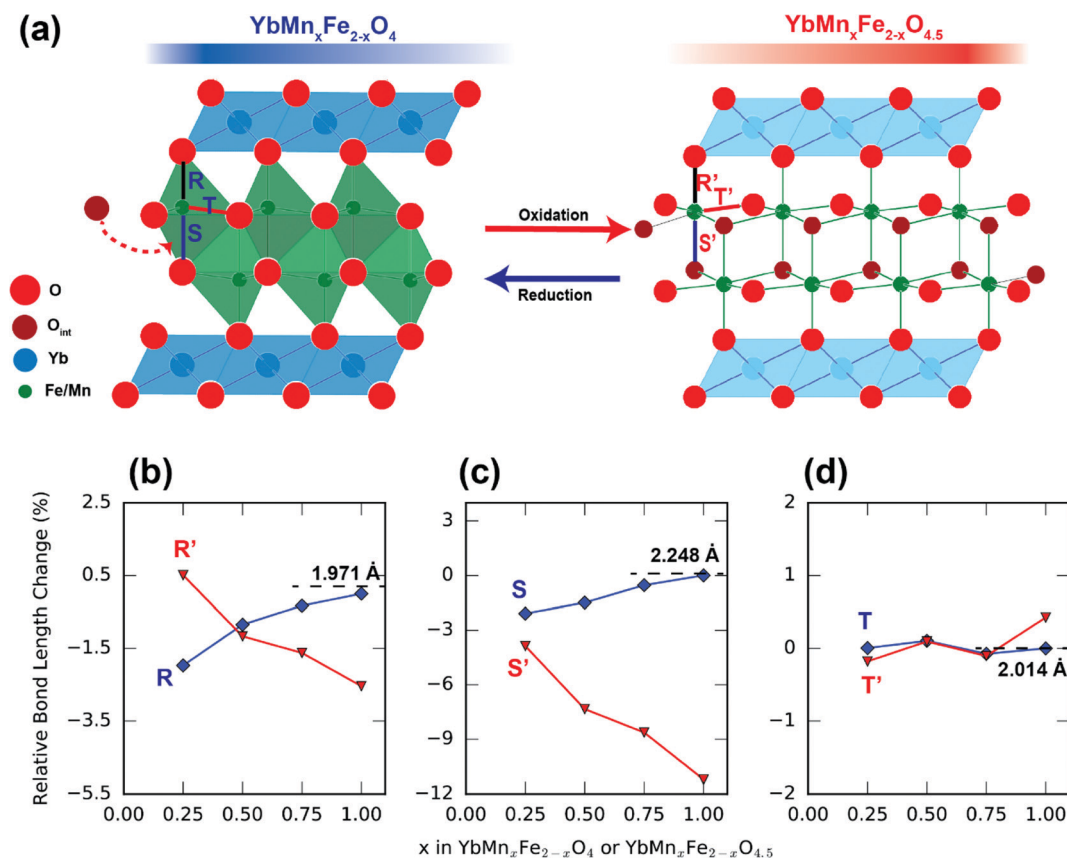 (a)
YbMnₓFe₂₋ₓO₄
YbMnₓFe₂₋ₓO₄.₅
R
T
S
R’
T’
S’
Oxidation
Reduction
O
Oᵢₙₜ
Yb
Fe/Mn
(b)
(c)
(d)
Relative Bond Length Change (%)
2.5
0.5
−1.5
−3.5
−5.5
R’
R
1.971 Å
0.00 0.25 0.50 0.75 1.00
3
0
−3
−6
−9
−12
S
S’
2.248 Å
0.00 0.25 0.50 0.75 1.00
2
1
0
−1
−2
T
T’
2.014 Å
0.00 0.25 0.50 0.75 1.00
x in YbMnₓFe₂₋ₓO₄ or YbMnₓFe₂₋ₓO₄.₅